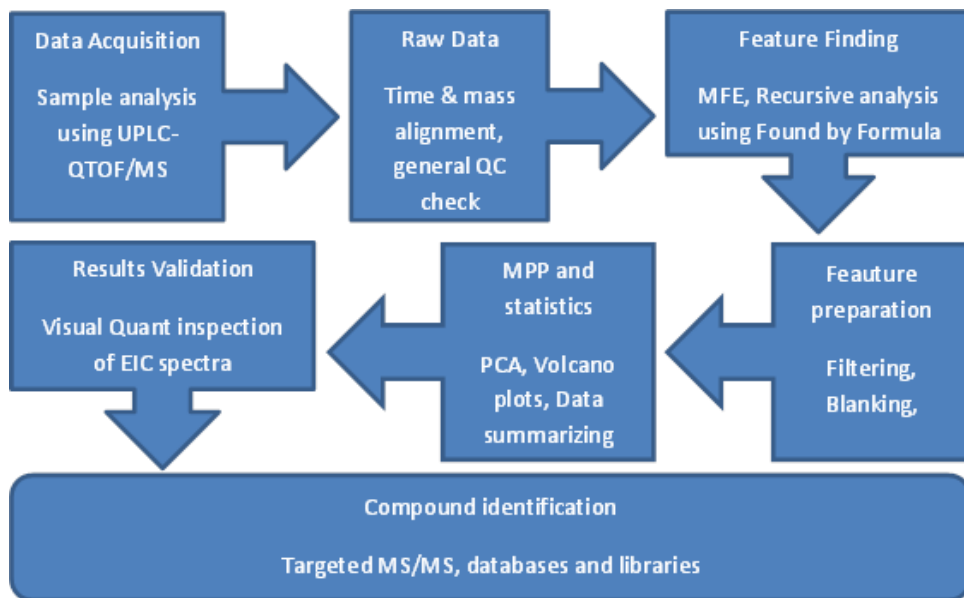 Data Acquisition
Sample analysis
using UPLC-
QTOF/MS
Raw Data
Time & mass
alignment,
general QC
check
Feature Finding
MFE, Recursive analysis
using Found by Formula
Feauture
preparation
Filtering,
Blanking,
MPP and
statistics
PCA, Volcano
plots, Data
summarizing
Results Validation
Visual Quant inspection
of EIC spectra
Compound identification
Targeted MS/MS, databases and libraries